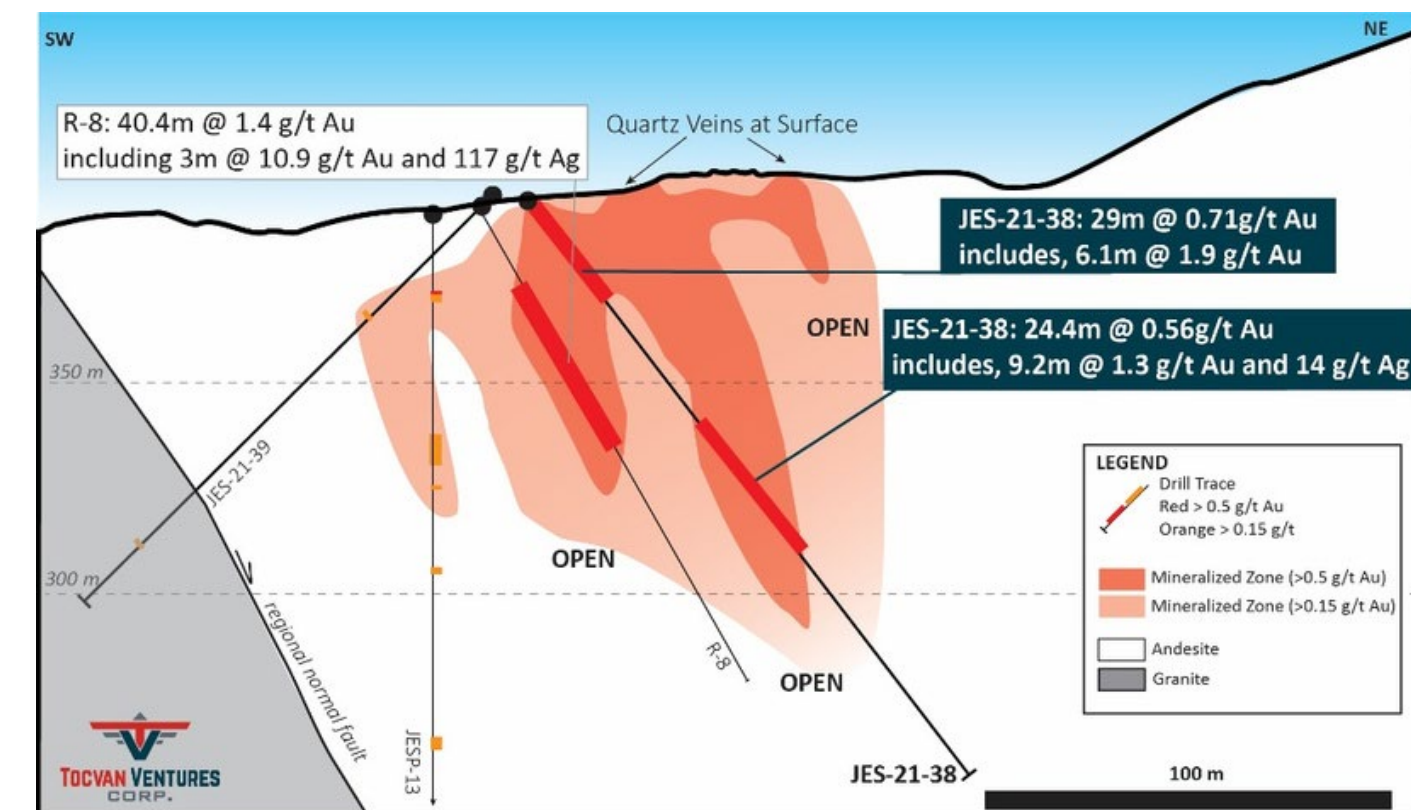 SW
NE
R-8: 40.4m @ 1.4 g/t Au
including 3m @ 10.9 g/t Au and 117 g/t Ag
Quartz Veins at Surface
JES-21-38: 29m @ 0.71g/t Au
includes, 6.1m @ 1.9 g/t Au
OPEN
JES-21-38: 24.4m @ 0.56g/t Au
includes, 9.2m @ 1.3 g/t Au and 14 g/t Ag
350 m
JES-21-39
LEGEND
Drill Trace
Red > 0.5 g/t Au
Orange > 0.15 g/t
OPEN
300 m
Mineralized Zone (>0.5 g/t Au)
Mineralized Zone (>0.15 g/t Au)
regional normal fault
R-8
Andesite
Granite
OPEN
JESP-13
TOCVAN VENTURES
CORP.
JES-21-38
100 m